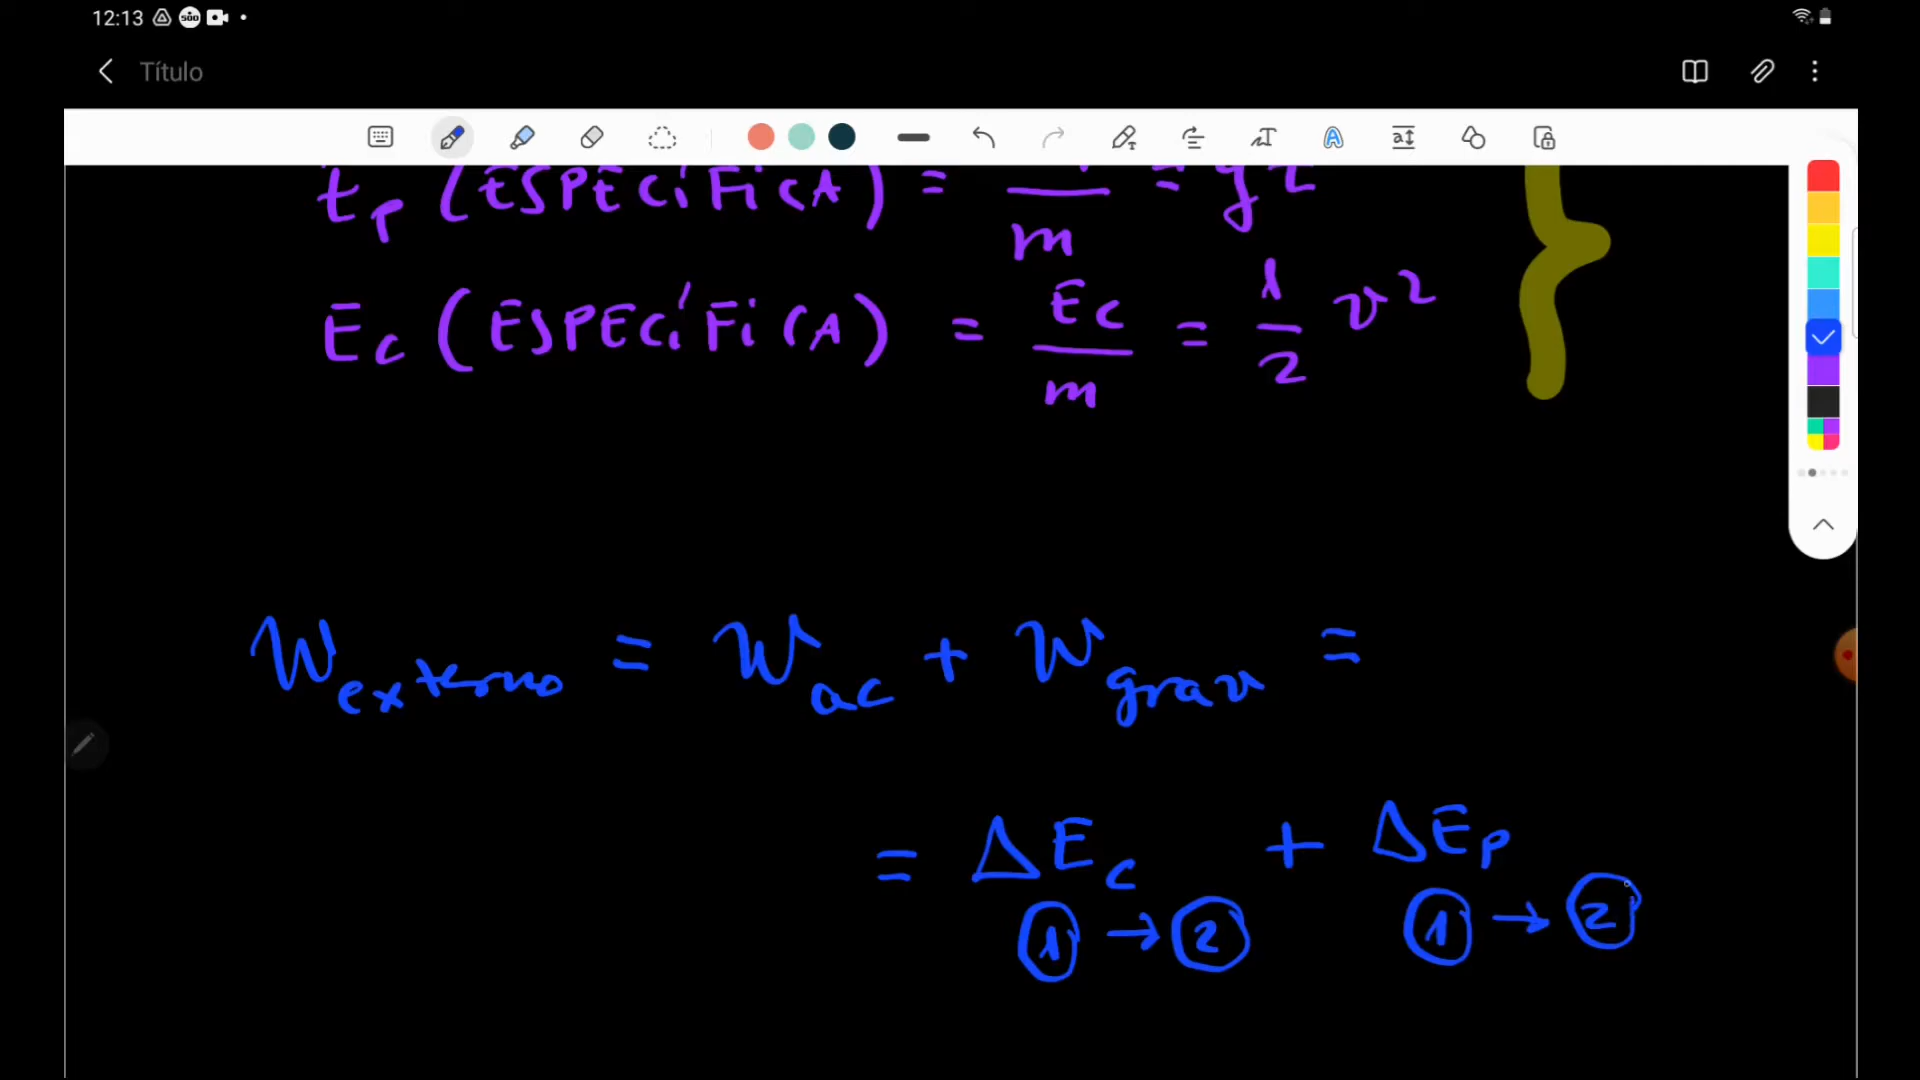 12:13
Título
Ep (ESPECÍFiCA) = — / m = gz
Ec (ESPECÍFiCA) = Ec / m = 1/2 v²
W externo = W ac + W grav =
= ΔEc + ΔEp
① → ② ① → ②